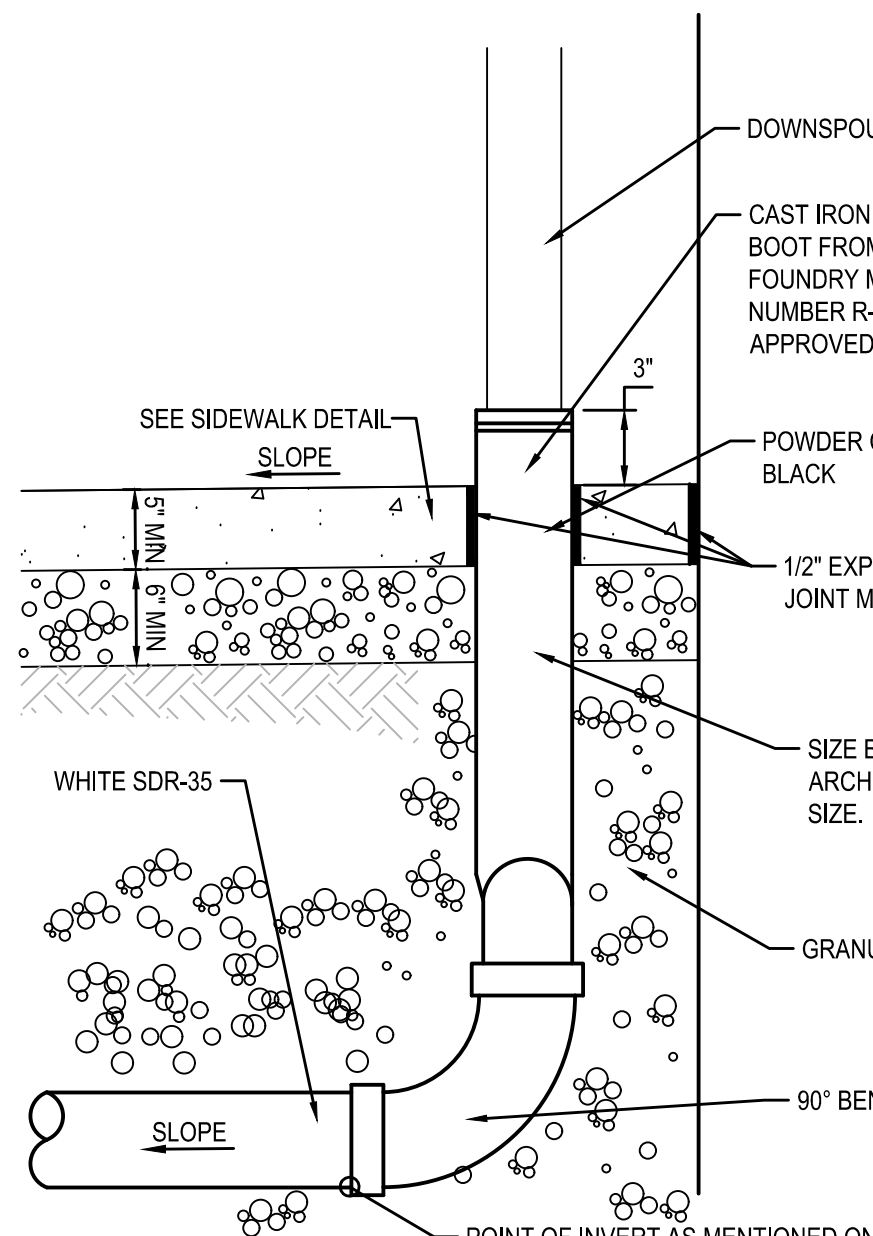 DOWNSPOU
CAST IRON
BOOT FROM
FOUNDRY M
NUMBER R-
APPROVED
3"
SEE SIDEWALK DETAIL
SLOPE
POWDER C
BLACK
5" MIN.
1/2" EXP
JOINT M
6" MIN.
SIZE B
ARCH
SIZE.
WHITE SDR-35
GRANU
90° BEN
SLOPE
POINT OF INVERT AS MENTIONED ON